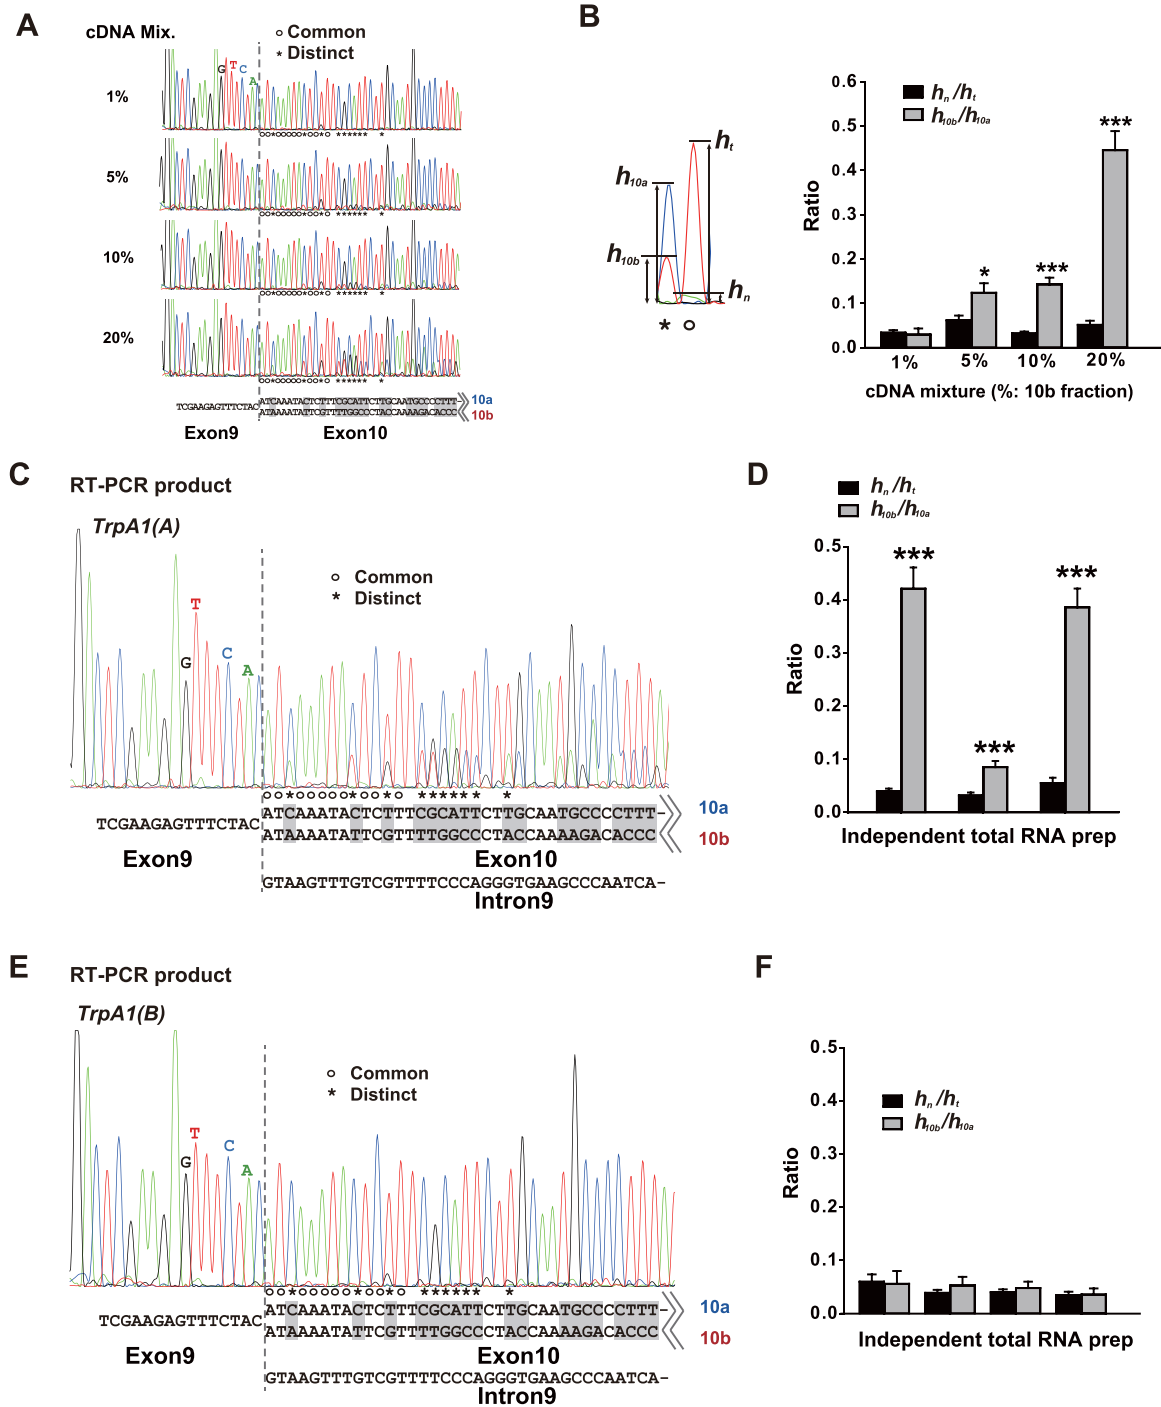 A
cDNA Mix.
o Common
* Distinct
G T C A
1%
5%
10%
20%
TCGAAGAGTTTCTAC
ATCAAATACTCTTTCGCATTCTTGCAATGCCCCTTT-
10a
ATAAAATATTCGTTTTGGCCCTACCAAAAGACACCC
10b
Exon9
Exon10
B
h10a
h10b
ht
hn
* o
hn/ht
h10b/h10a
Ratio
0.6
0.5
0.4
0.3
0.2
0.1
0.0
* *** ***
1% 5% 10% 20%
cDNA mixture (%: 10b fraction)
C
RT-PCR product
TrpA1(A)
o Common
* Distinct
G T C A
TCGAAGAGTTTCTAC
ATCAAATACTCTTTCGCATTCTTGCAATGCCCCTTT-
10a
ATAAAATATTCGTTTTGGCCCTACCAAAAGACACCC
10b
Exon9
Exon10
GTAAGTTTGTCGTTTTCCCAGGGTGAAGCCCAATCA-
Intron9
D
hn/ht
h10b/h10a
Ratio
0.5
0.4
0.3
0.2
0.1
0.0
*** *** ***
Independent total RNA prep
E
RT-PCR product
TrpA1(B)
o Common
* Distinct
G T C A
TCGAAGAGTTTCTAC
ATCAAATACTCTTTCGCATTCTTGCAATGCCCCTTT-
10a
ATAAAATATTCGTTTTGGCCCTACCAAAAGACACCC
10b
Exon9
Exon10
GTAAGTTTGTCGTTTTCCCAGGGTGAAGCCCAATCA-
Intron9
F
hn/ht
h10b/h10a
Ratio
0.5
0.4
0.3
0.2
0.1
0.0
Independent total RNA prep